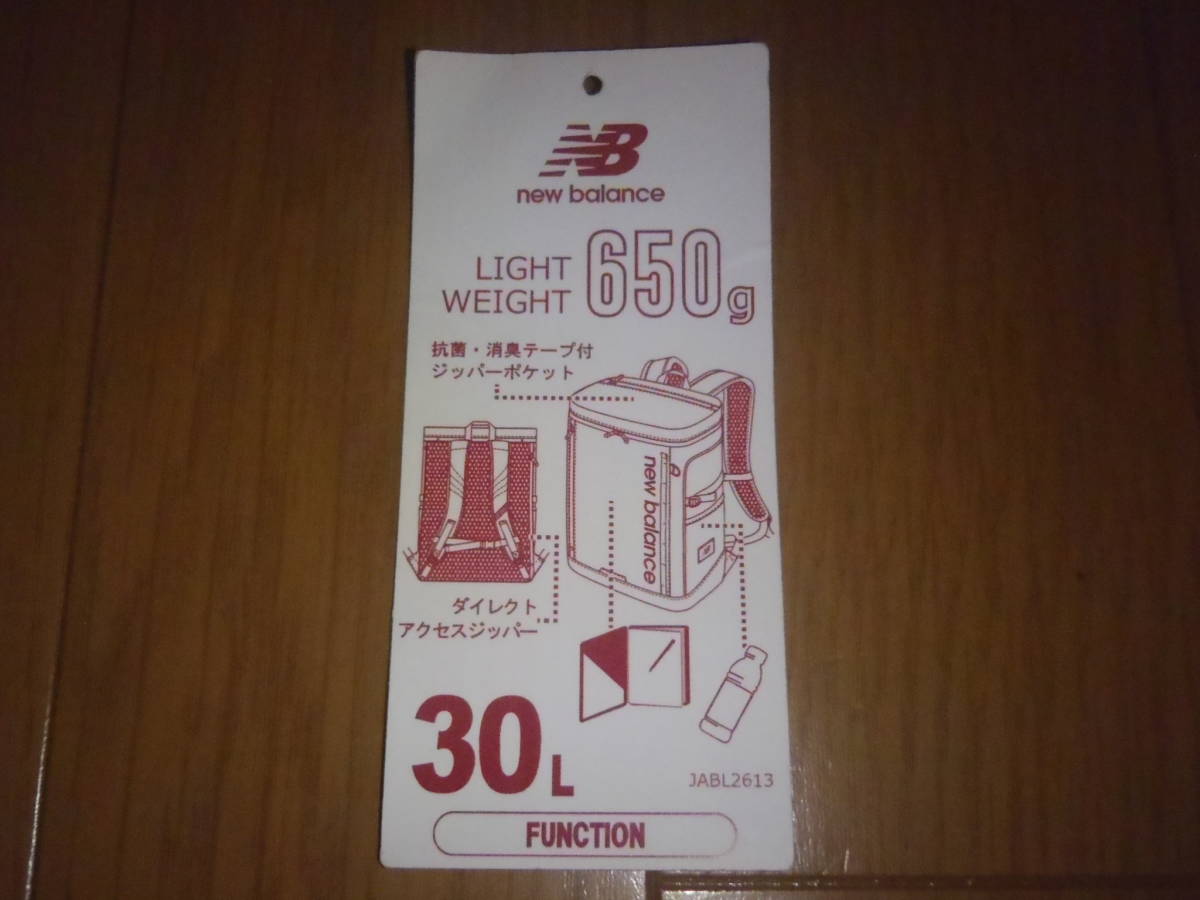 NB
new balance
LIGHT
WEIGHT 650g
抗菌・消臭テープ付
ジッパーポケット
new balance
ダイレクト
アクセスジッパー
30L
JABL2613
FUNCTION